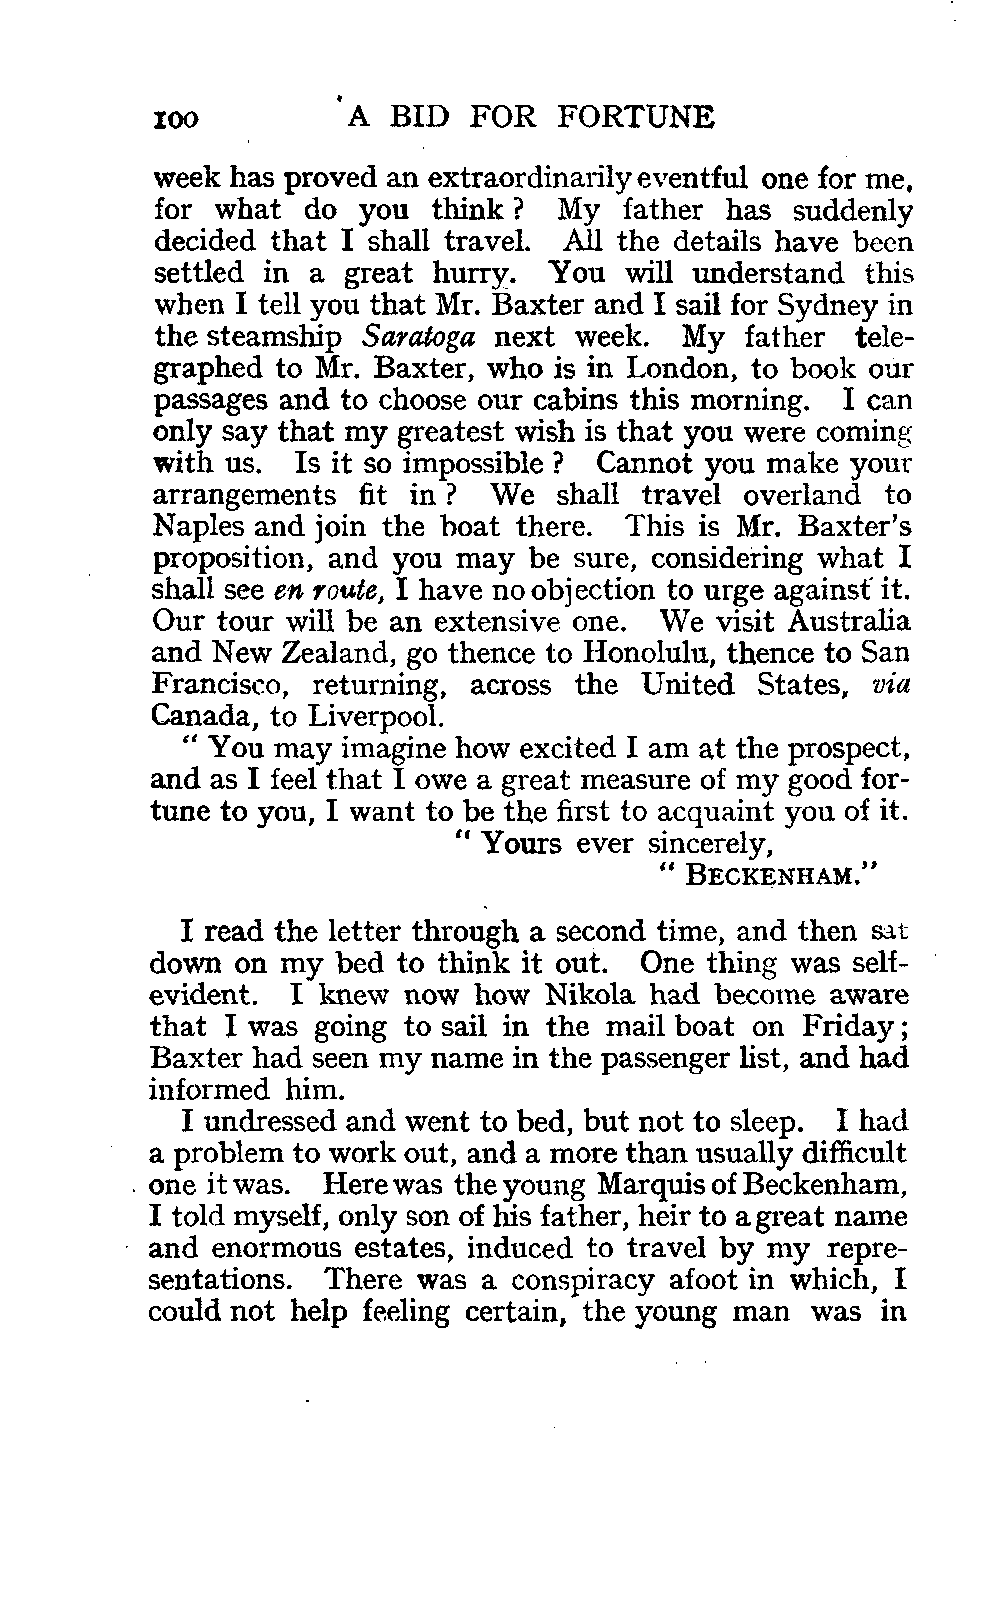 100 A BID FOR FORTUNE
week has proved an extraordinarily eventful one for me,
for what do you think ? My father has suddenly
decided that I shall travel. All the details have been
settled in a great hurry. You will understand this
when I tell you that Mr. Baxter and I sail for Sydney in
the steamship Saratoga next week. My father tele-
graphed to Mr. Baxter, who is in London, to book our
passages and to choose our cabins this morning. I can
only say that my greatest wish is that you were coming
with us. Is it so impossible ? Cannot you make your
arrangements fit in ? We shall travel overland to
Naples and join the boat there. This is Mr. Baxter's
proposition, and you may be sure, considering what I
shall see en route, I have no objection to urge against it.
Our tour will be an extensive one. We visit Australia
and New Zealand, go thence to Honolulu, thence to San
Francisco, returning, across the United States, via
Canada, to Liverpool.
“ You may imagine how excited I am at the prospect,
and as I feel that I owe a great measure of my good for-
tune to you, I want to be the first to acquaint you of it.
“ Yours ever sincerely,
“ BECKENHAM.”
I read the letter through a second time, and then sat
down on my bed to think it out. One thing was self-
evident. I knew now how Nikola had become aware
that I was going to sail in the mail boat on Friday ;
Baxter had seen my name in the passenger list, and had
informed him.
I undressed and went to bed, but not to sleep. I had
a problem to work out, and a more than usually difficult
one it was. Here was the young Marquis of Beckenham,
I told myself, only son of his father, heir to a great name
and enormous estates, induced to travel by my repre-
sentations. There was a conspiracy afoot in which, I
could not help feeling certain, the young man was in